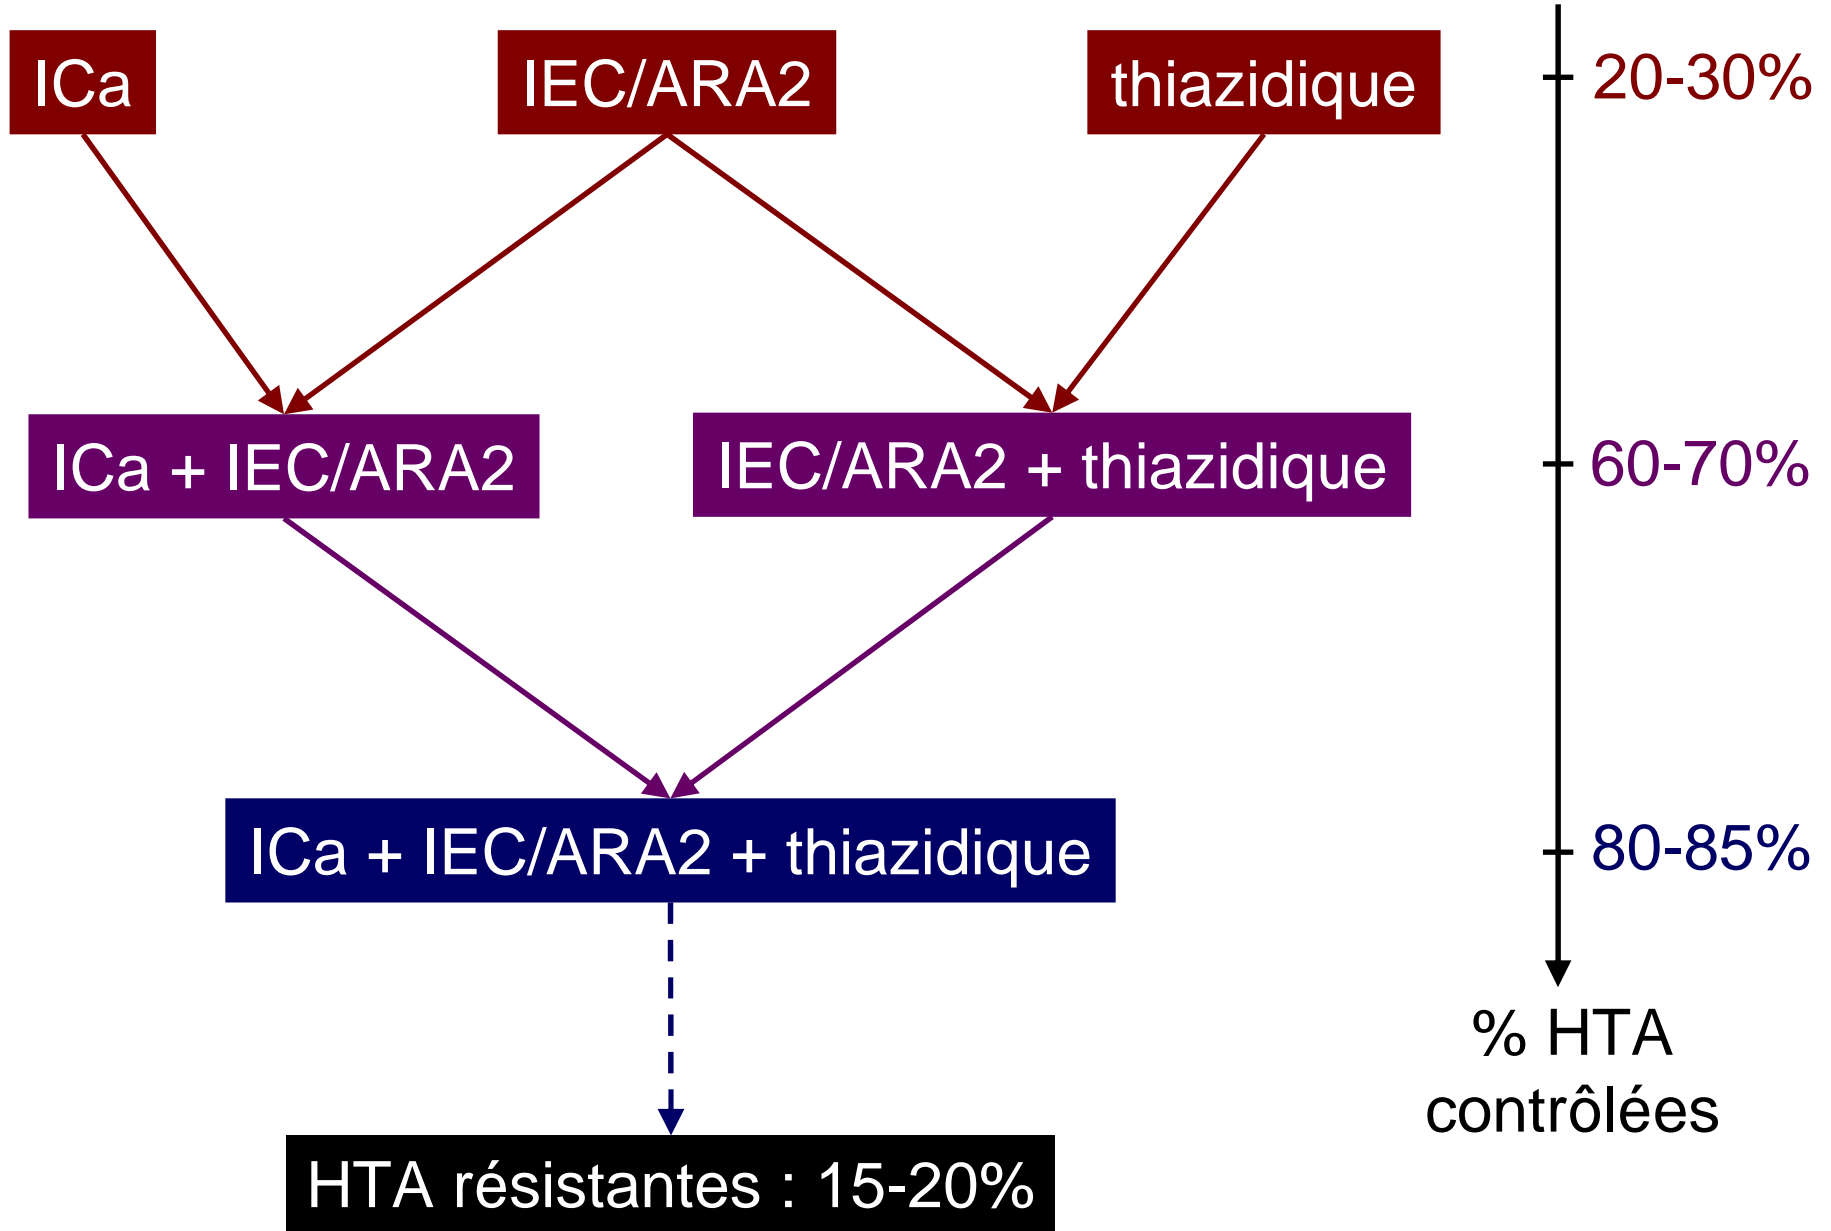 ICa
IEC/ARA2
thiazidique
20-30%
ICa + IEC/ARA2
IEC/ARA2 + thiazidique
60-70%
ICa + IEC/ARA2 + thiazidique
80-85%
% HTA
contrôlées
HTA résistantes : 15-20%